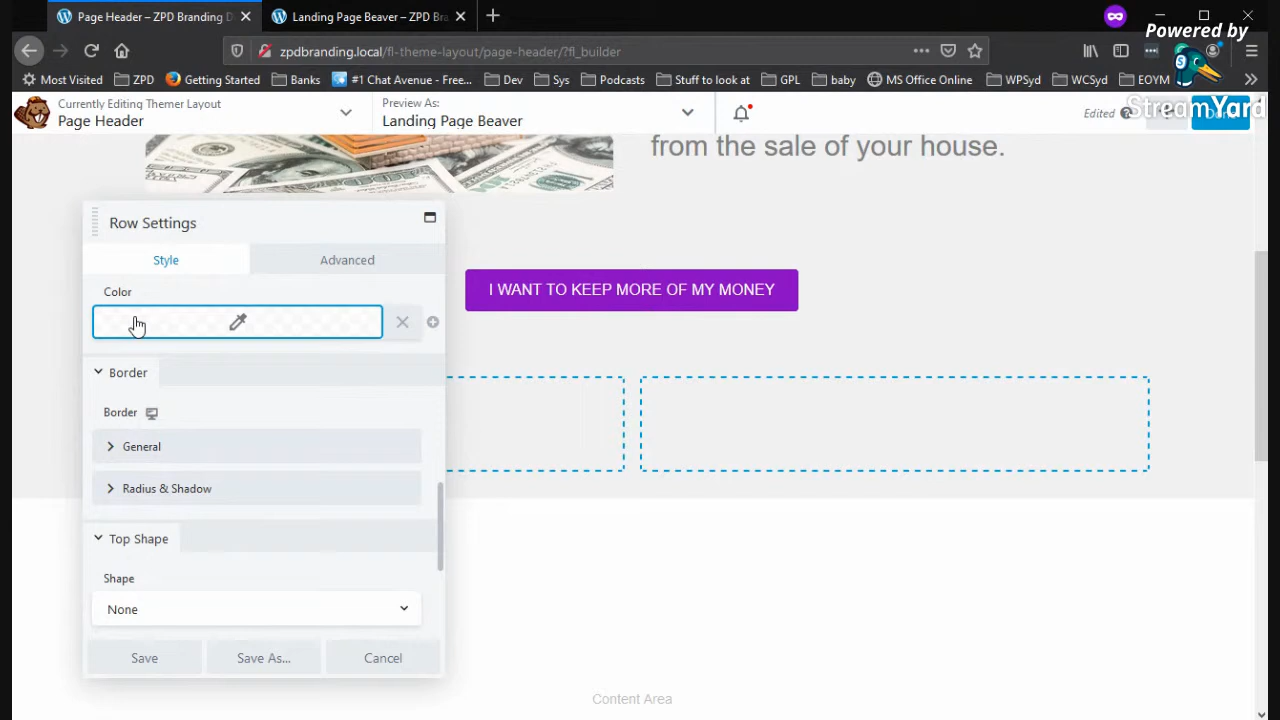 Page Header – ZPD Branding D
Landing Page Beaver – ZPD Bra
Powered by
zpdbranding.local/fl-theme-layout/page-header/?fl_builder
Most Visited
ZPD
Getting Started
Banks
#1 Chat Avenue - Free...
Dev
Sys
Podcasts
Stuff to look at
GPL
baby
MS Office Online
WPSyd
WCSyd
EOYM
StreamYard
Currently Editing Themer Layout
Page Header
Preview As:
Landing Page Beaver
Edited
from the sale of your house.
Row Settings
Style
Advanced
Color
I WANT TO KEEP MORE OF MY MONEY
Border
Border
General
Radius & Shadow
Top Shape
Shape
None
Save
Save As...
Cancel
Content Area